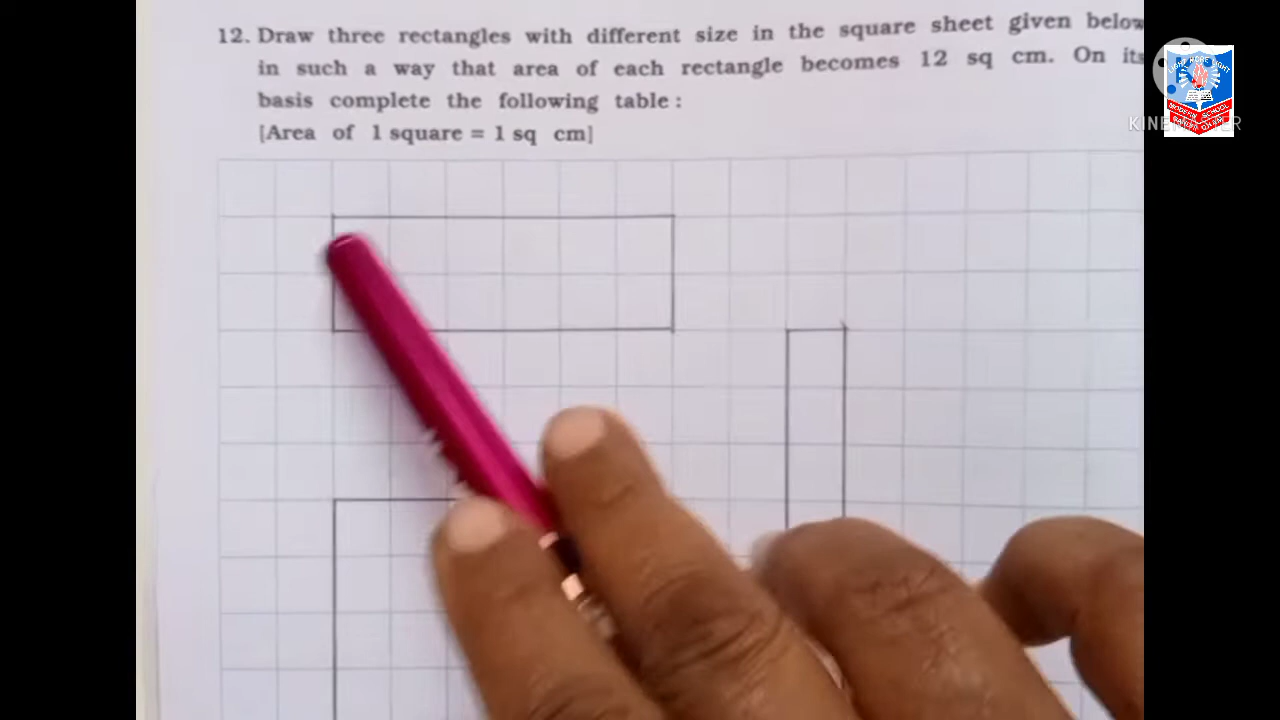 12. Draw three rectangles with different size in the square sheet given below
in such a way that area of each rectangle becomes 12 sq cm. On its
basis complete the following table :
[Area of 1 square = 1 sq cm]
MODERN SCHOOL